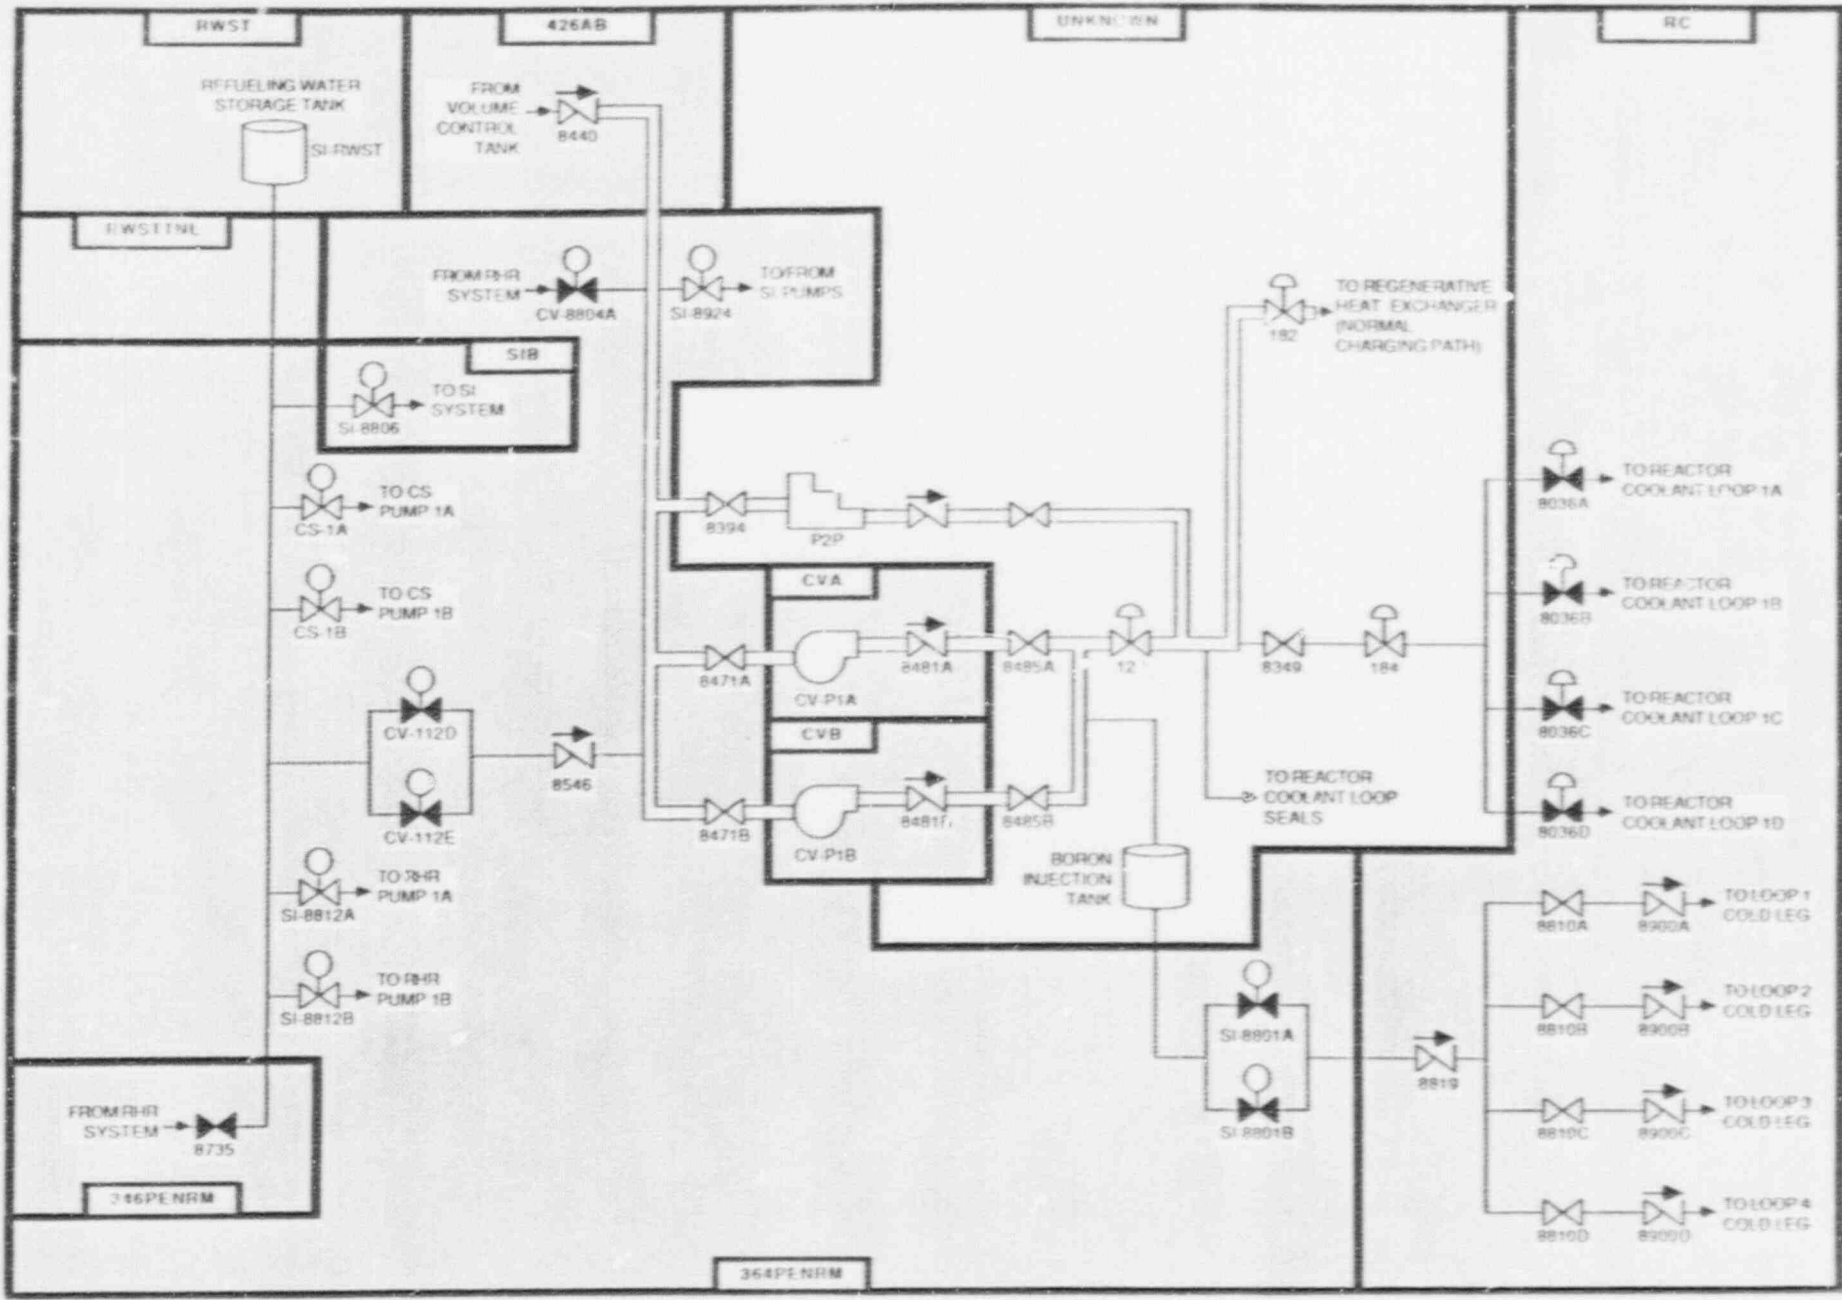 RWST
426AB
UNKNOWN
RC
REFUELING WATER
STORAGE TANK
SI-RWST
FROM
VOLUME
CONTROL
TANK
8440
RWSTTNL
FROM RHR
SYSTEM
CV-8804A
SI-8924
TO/FROM
SI PUMPS
182
TO REGENERATIVE
HEAT EXCHANGER
(NORMAL
CHARGING PATH)
SIB
SI-8806
TO SI
SYSTEM
CS-1A
TO CS
PUMP 1A
CS-1B
TO CS
PUMP 1B
8394
P2P
CVA
8471A
CV-P1A
8481A
8485A
12
8349
184
CVB
8471B
CV-P1B
8485B
CV-112D
CV-112E
8546
TO REACTOR
COOLANT LOOP
SEALS
BORON
INJECTION
TANK
8036A
TO REACTOR
COOLANT LOOP 1A
8036B
TO REACTOR
COOLANT LOOP 1B
8036C
TO REACTOR
COOLANT LOOP 1C
8036D
TO REACTOR
COOLANT LOOP 1D
SI-8812A
TO RHR
PUMP 1A
SI-8812B
TO RHR
PUMP 1B
SI-8801A
SI-8801B
8819
8810A
8900A
TO LOOP 1
COLD LEG
8810B
8900B
TO LOOP 2
COLD LEG
8810C
8900C
TO LOOP 3
COLD LEG
8810D
8900D
TO LOOP 4
COLD LEG
FROM RHR
SYSTEM
8735
346PENRM
364PENRM